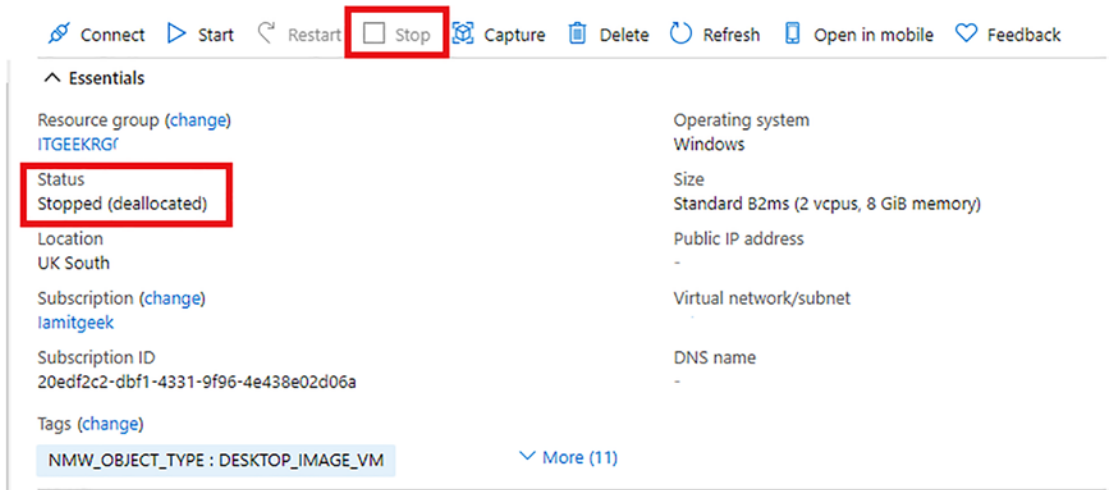 Connect Start Restart Stop Capture Delete Refresh Open in mobile Feedback
Essentials
Resource group (change)
Operating system
Windows
Status
Stopped (deallocated)
Size
Standard B2ms (2 vcpus, 8 GiB memory)
Location
UK South
Public IP address
-
Subscription (change)
Iamitgeek
Virtual network/subnet
Subscription ID
20edf2c2-dbf1-4331-9f96-4e438e02d06a
DNS name
-
Tags (change)
NMW_OBJECT_TYPE : DESKTOP_IMAGE_VM
More (11)